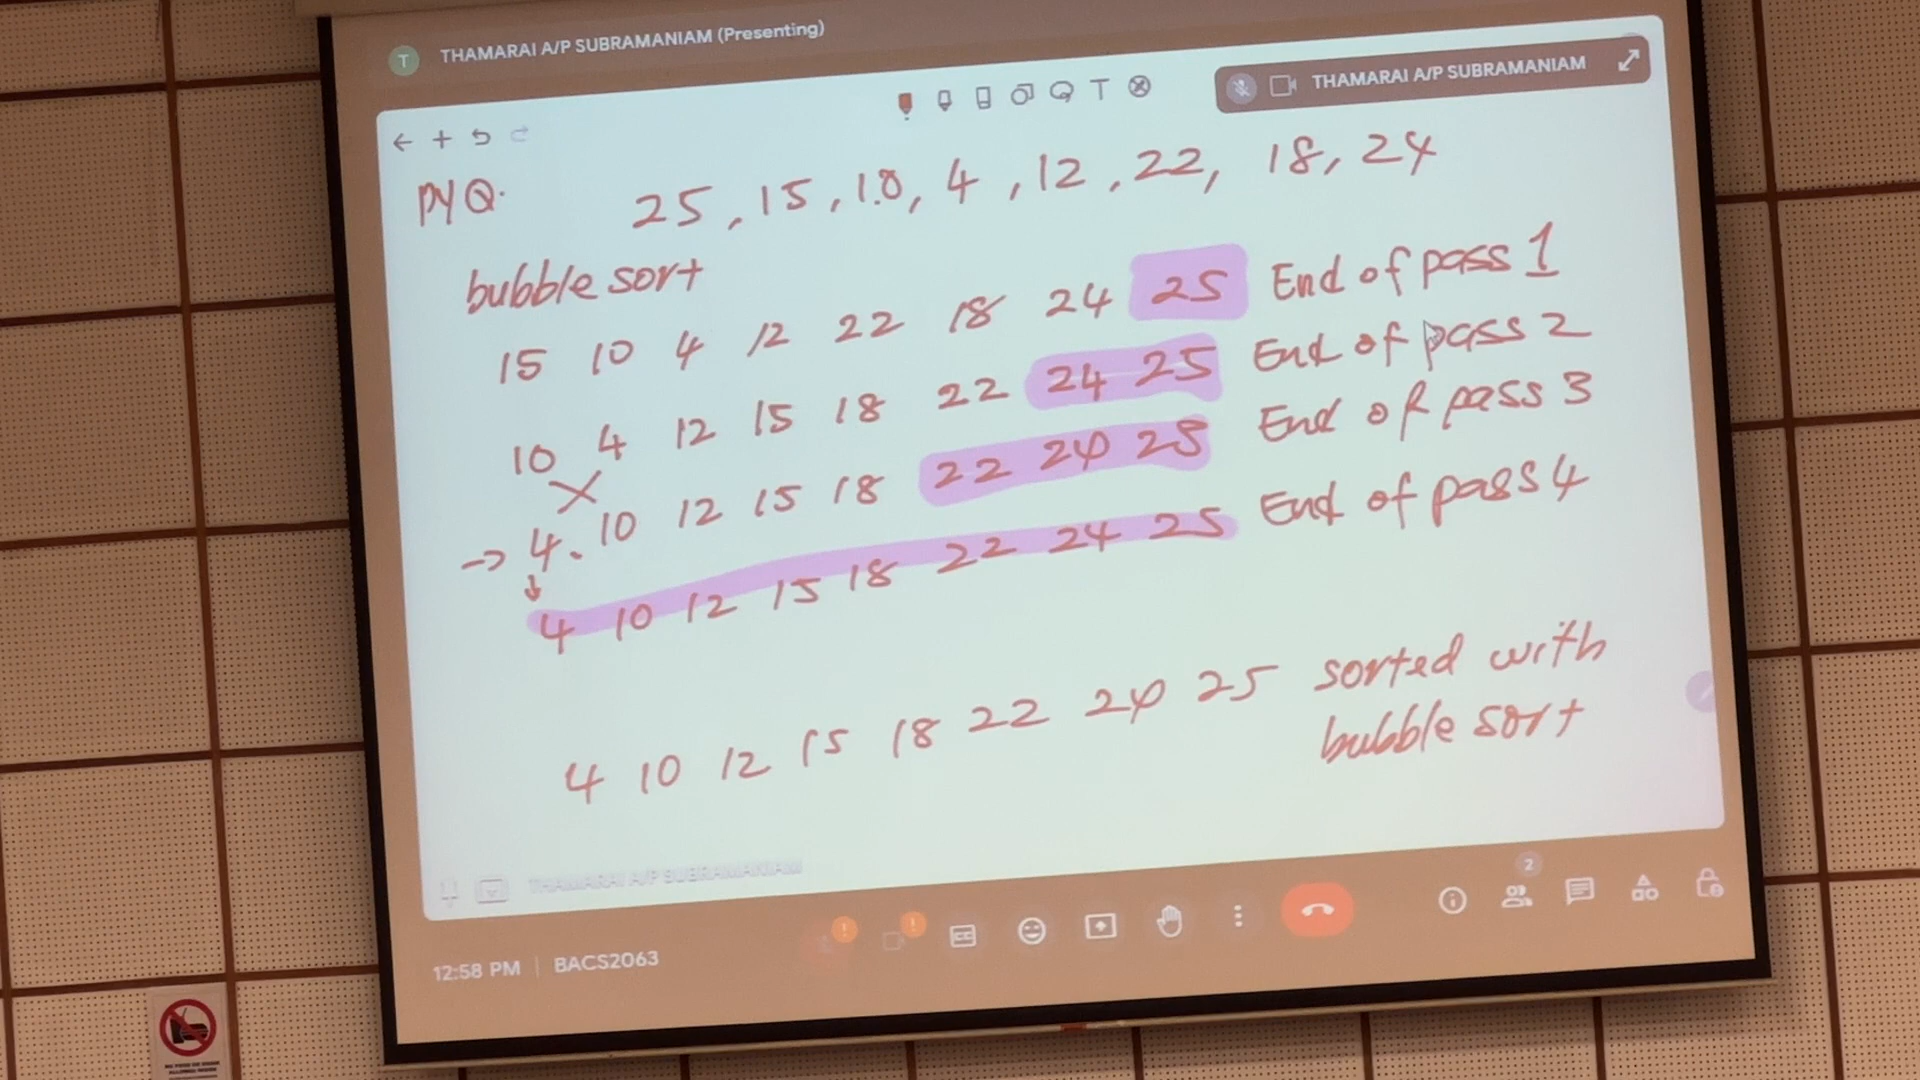 T THAMARAI A/P SUBRAMANIAM (Presenting)
THAMARAI A/P SUBRAMANIAM
PYQ. 25, 15, 10, 4, 12, 22, 18, 24
bubble sort
15 10 4 12 22 18 24 25 End of pass 1
10 4 12 15 18 22 24 25 End of pass 2
→ 4. 10 12 15 18 22 24 25 End of pass 3
4 10 12 15 18 22 24 25 End of pass 4
4 10 12 15 18 22 24 25 sorted with
bubble sort
THAMARAI A/P SUBRAMANIAM
2
12:58 PM | BACS2063